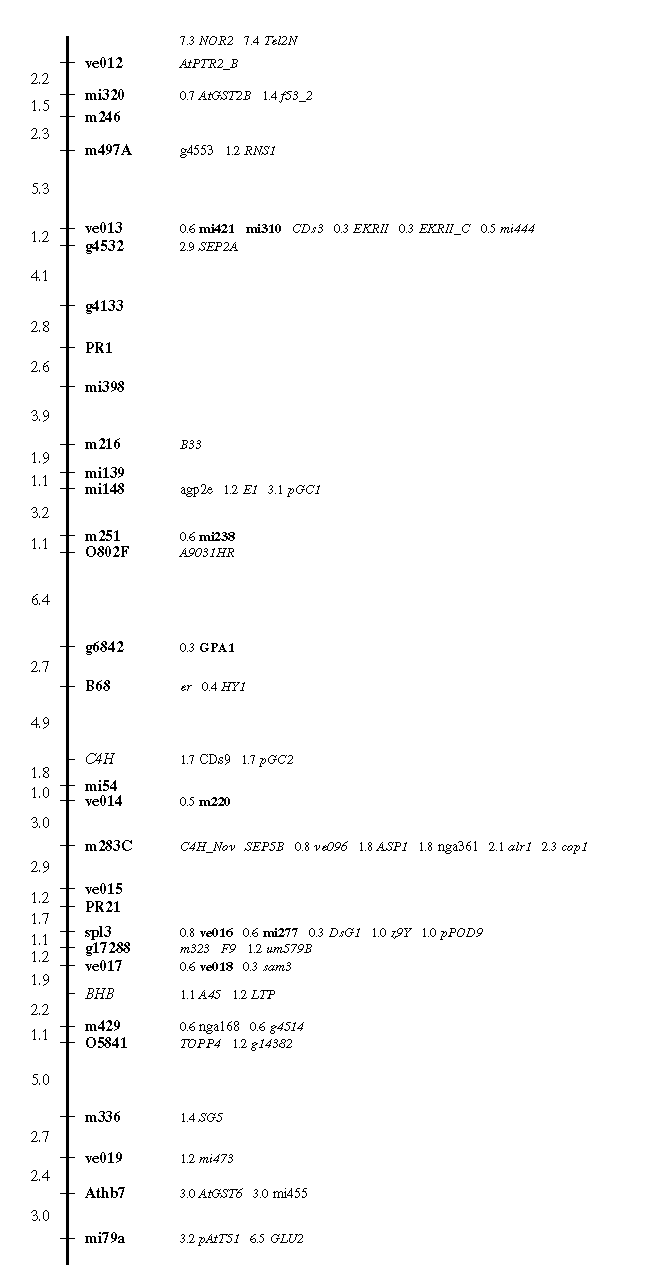 7.3 NOR2 7.4 Tel2N
ve012 AtPTR2_B
2.2
mi320 0.7 AtGST2B 1.4 f53_2
1.5
m246
2.3
m497A g4553 1.2 RNS1
5.3
ve013 0.6 mi421 mi310 CDs3 0.3 EKRII 0.3 EKRII_C 0.5 mi444
1.2
g4532 2.9 SEP2A
4.1
g4133
2.8
PR1
2.6
mi398
3.9
m216 B33
1.9
mi139
1.1
mi148 agp2e 1.2 E1 3.1 pGC1
3.2
m251 0.6 mi238
1.1
O802F A9031HR
6.4
g6842 0.3 GPA1
2.7
B68 er 0.4 HY1
4.9
C4H 1.7 CDs9 1.7 pGC2
1.8
mi54
1.0
ve014 0.5 m220
3.0
m283C C4H_Nov SEP5B 0.8 ve096 1.8 ASP1 1.8 nga361 2.1 alr1 2.3 cop1
2.9
ve015
1.2
PR21
1.7
spl3 0.8 ve016 0.6 mi277 0.3 DsG1 1.0 z9Y 1.0 pPOD9
1.1
g17288 m323 F9 1.2 um579B
1.2
ve017 0.6 ve018 0.3 sam3
1.9
BHB 1.1 A45 1.2 LTP
2.2
m429 0.6 nga168 0.6 g4514
1.1
O5841 TOPP4 1.2 g14382
5.0
m336 1.4 SG5
2.7
ve019 1.2 mi473
2.4
Athb7 3.0 AtGST6 3.0 mi455
3.0
mi79a 3.2 pAtT51 6.5 GLU2